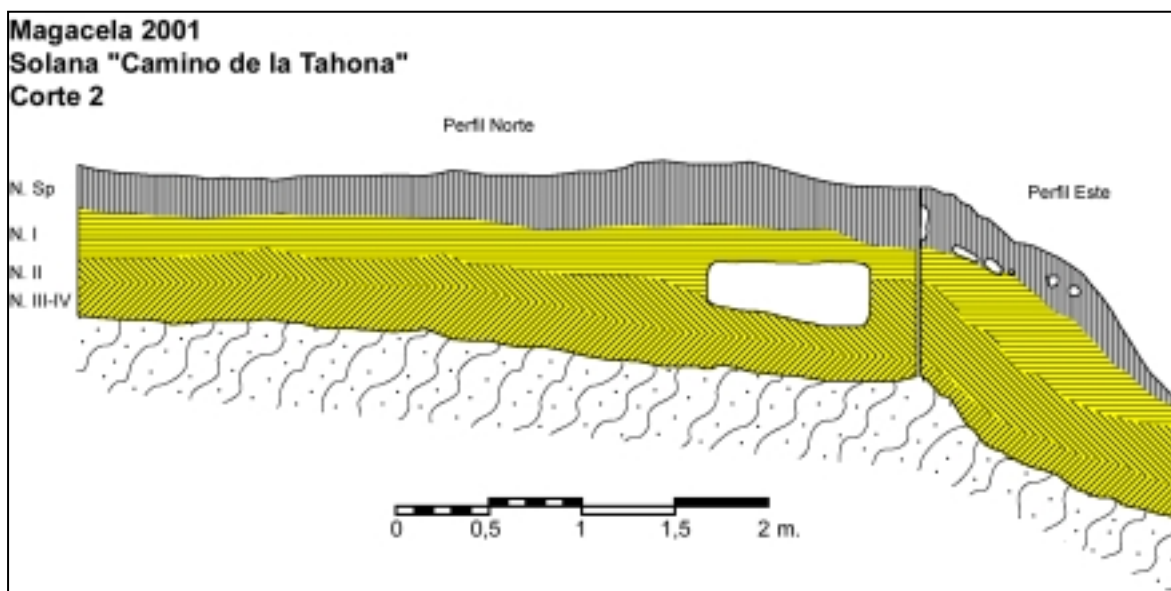 Magacela 2001
Solana "Camino de la Tahona"
Corte 2
Perfil Norte
Perfil Este
N. Sp
N. I
N. II
N. III-IV
0 0,5 1 1,5 2 m.